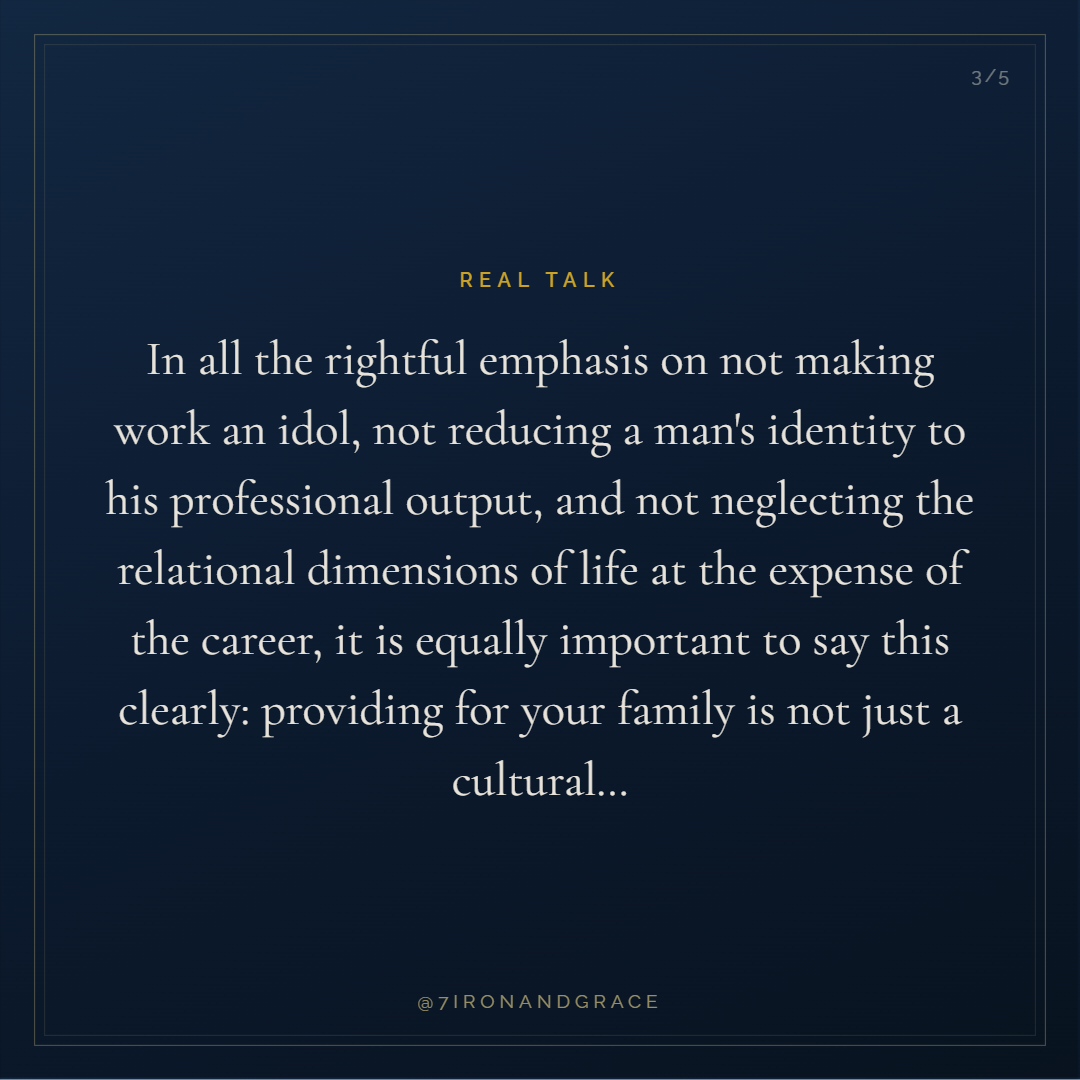 3/5
REAL TALK
In all the rightful emphasis on not making
work an idol, not reducing a man's identity to
his professional output, and not neglecting the
relational dimensions of life at the expense of
the career, it is equally important to say this
clearly: providing for your family is not just a
cultural...
@7IRONANDGRACE